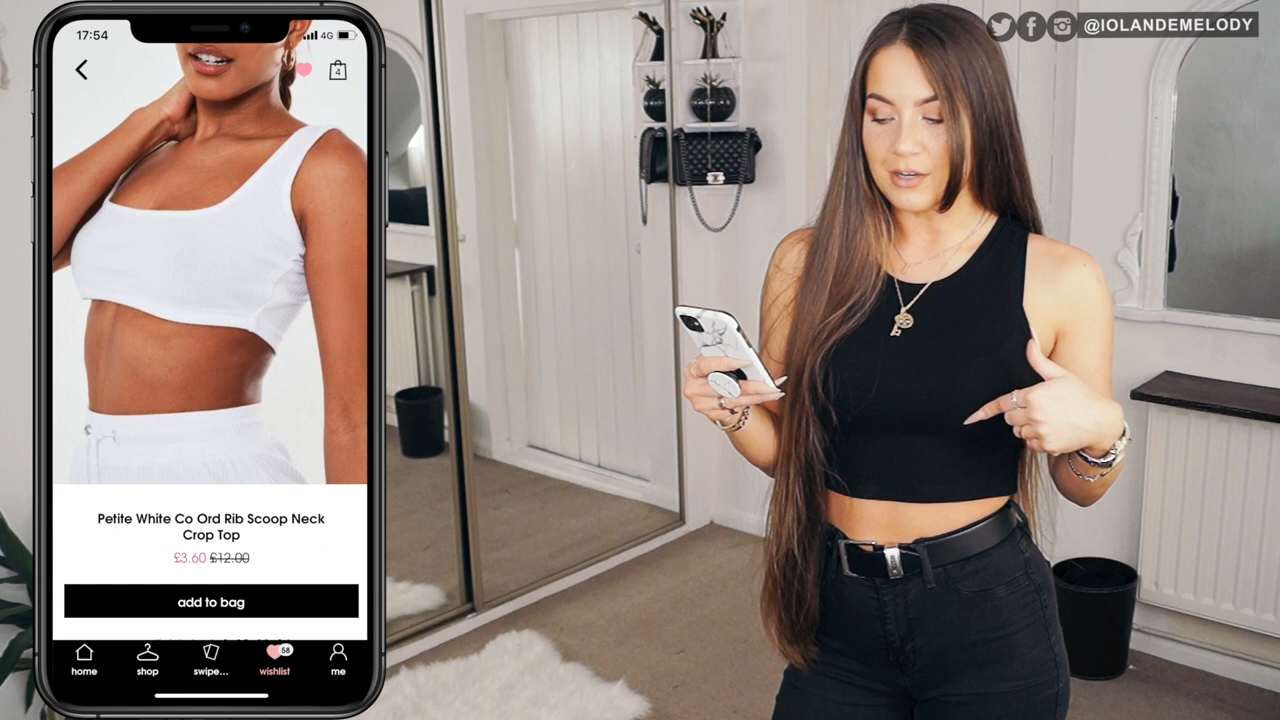 17:54
4G
4
Petite White Co Ord Rib Scoop Neck
Crop Top
£3.60 £12.00
add to bag
58
home
shop
swipe...
wishlist
me
@IOLANDEMELODY